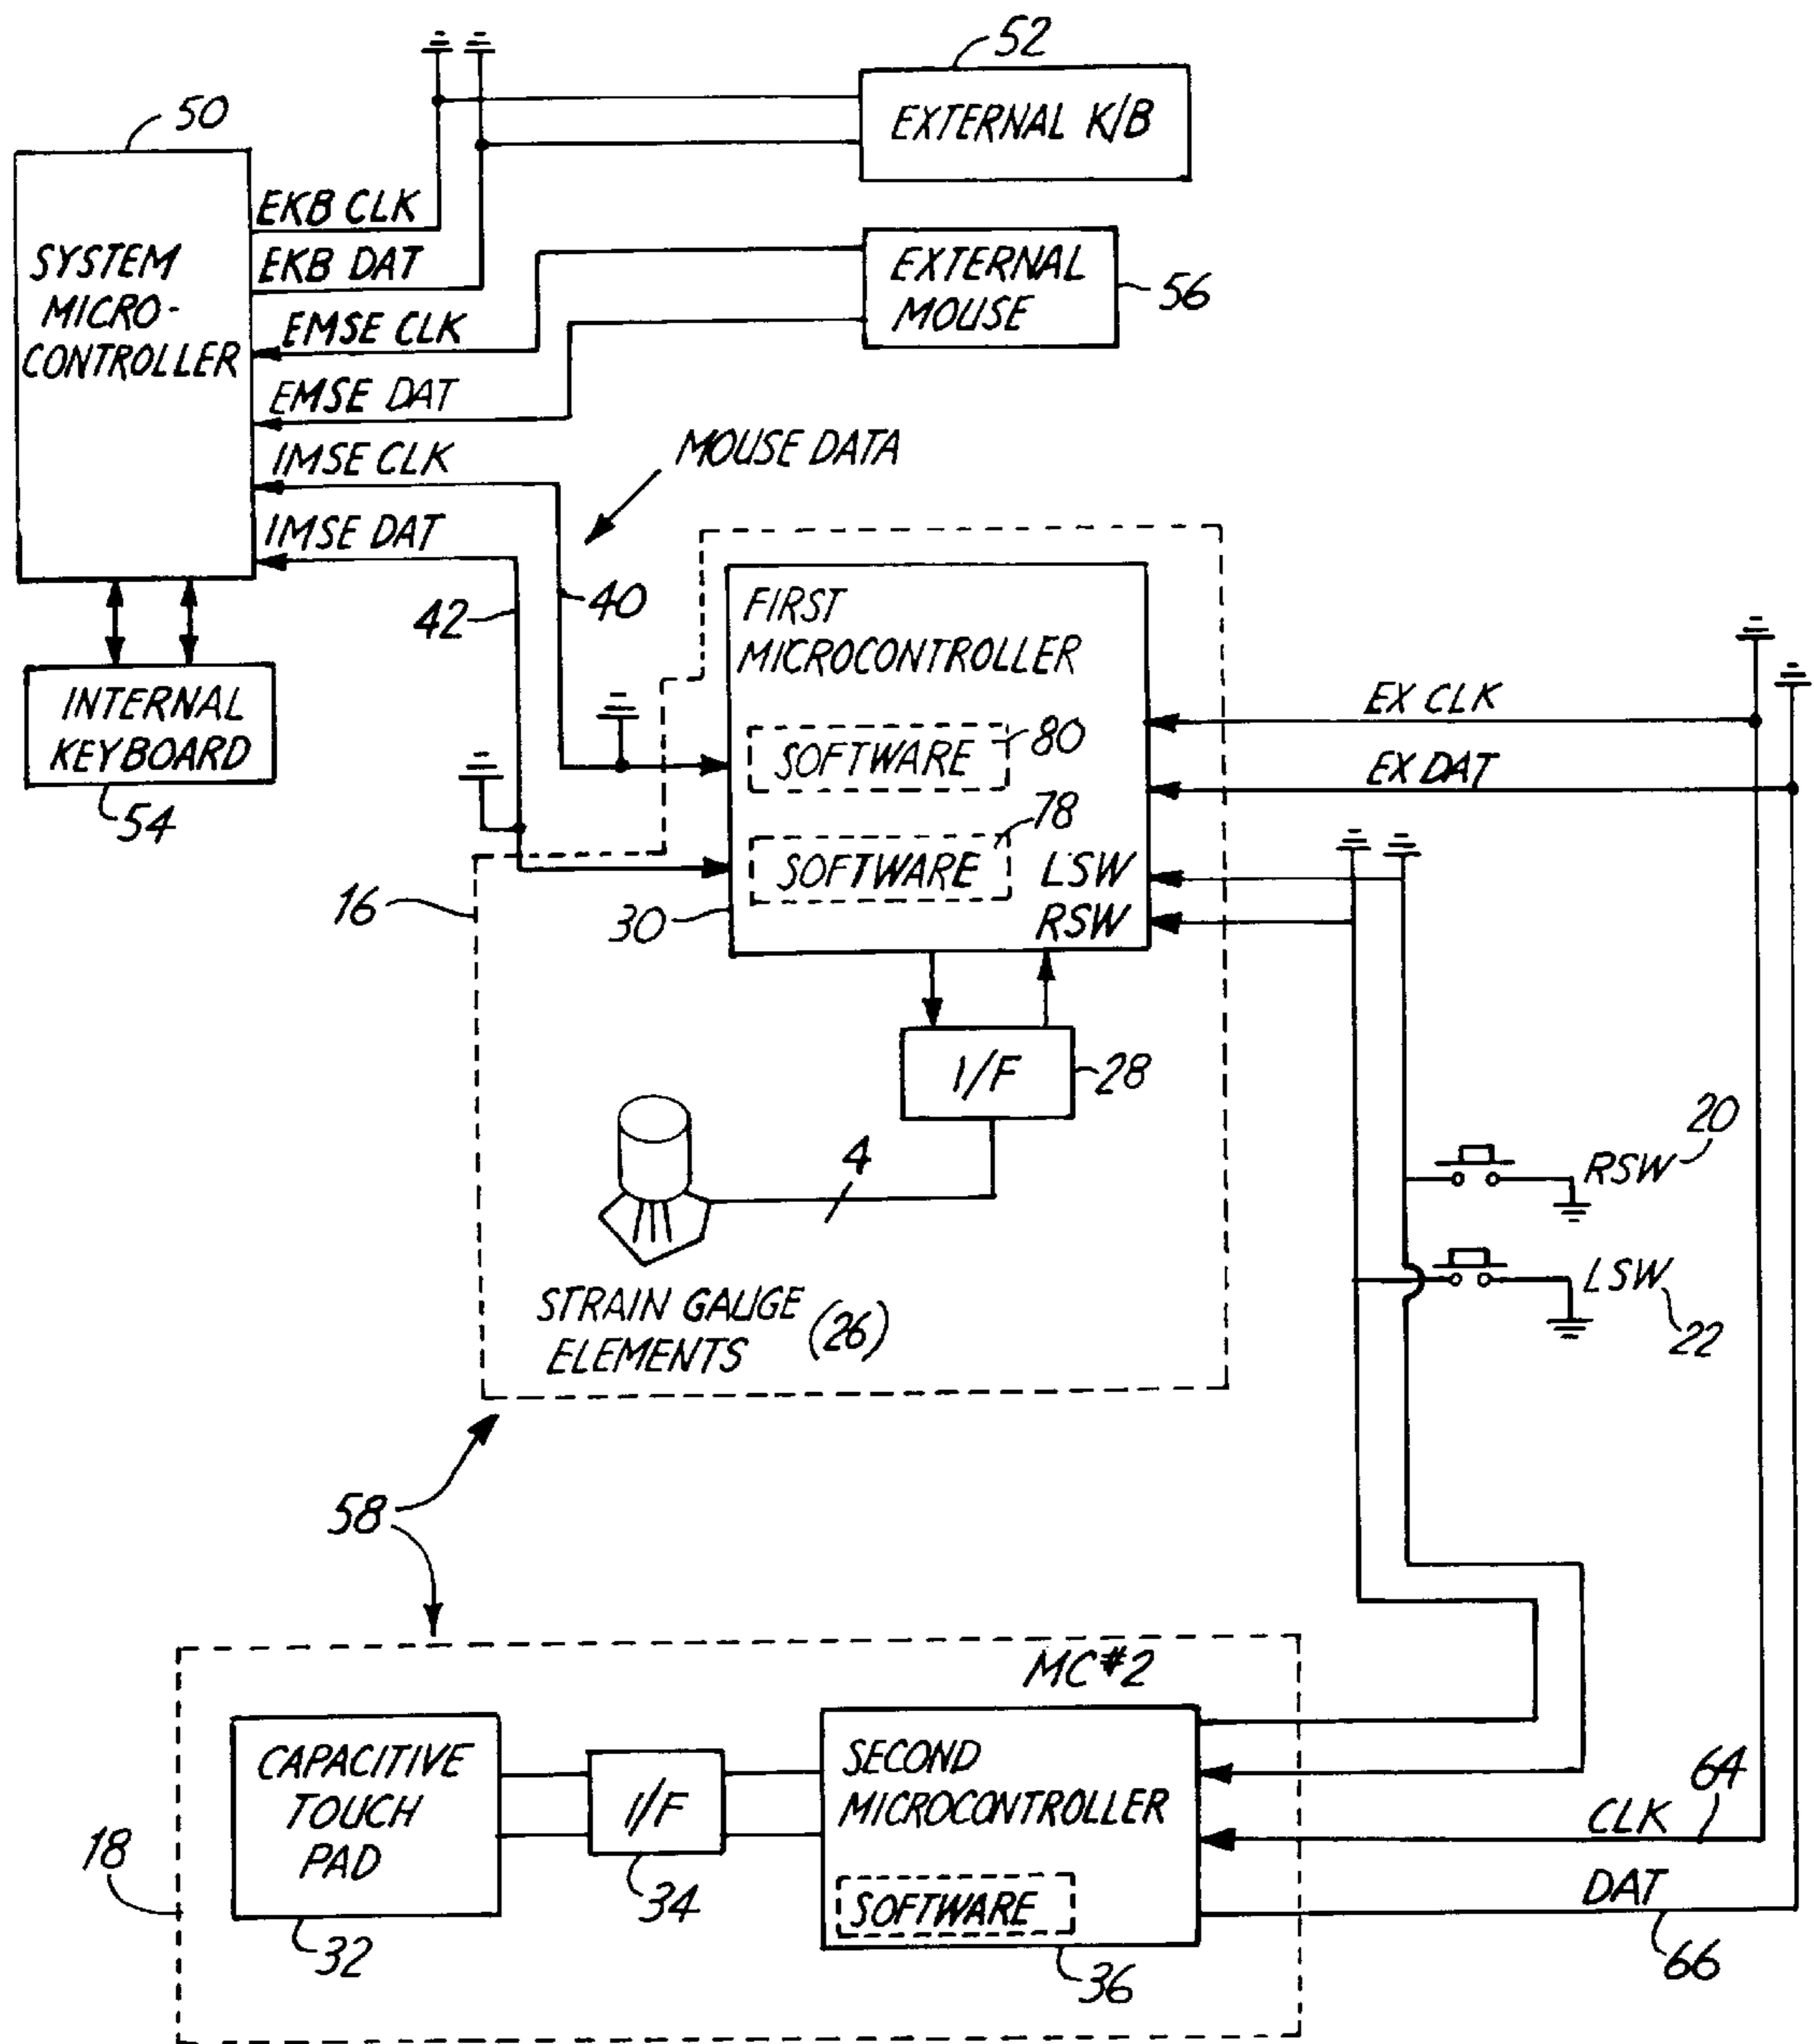 52
EXTERNAL K/B
50
EKB CLK
EKB DAT
SYSTEM
MICRO-
CONTROLLER
EXTERNAL
MOUSE
56
EMSE CLK
EMSE DAT
IMSE CLK
IMSE DAT
MOUSE DATA
42
40
INTERNAL
KEYBOARD
54
FIRST
MICROCONTROLLER
SOFTWARE
80
SOFTWARE
78
LSW
RSW
16
30
EX CLK
EX DAT
I/F
28
4
STRAIN GAUGE
ELEMENTS
(26)
RSW
20
LSW
22
58
MC#2
CAPACITIVE
TOUCH
PAD
32
I/F
34
SECOND
MICROCONTROLLER
SOFTWARE
36
18
CLK
64
DAT
66